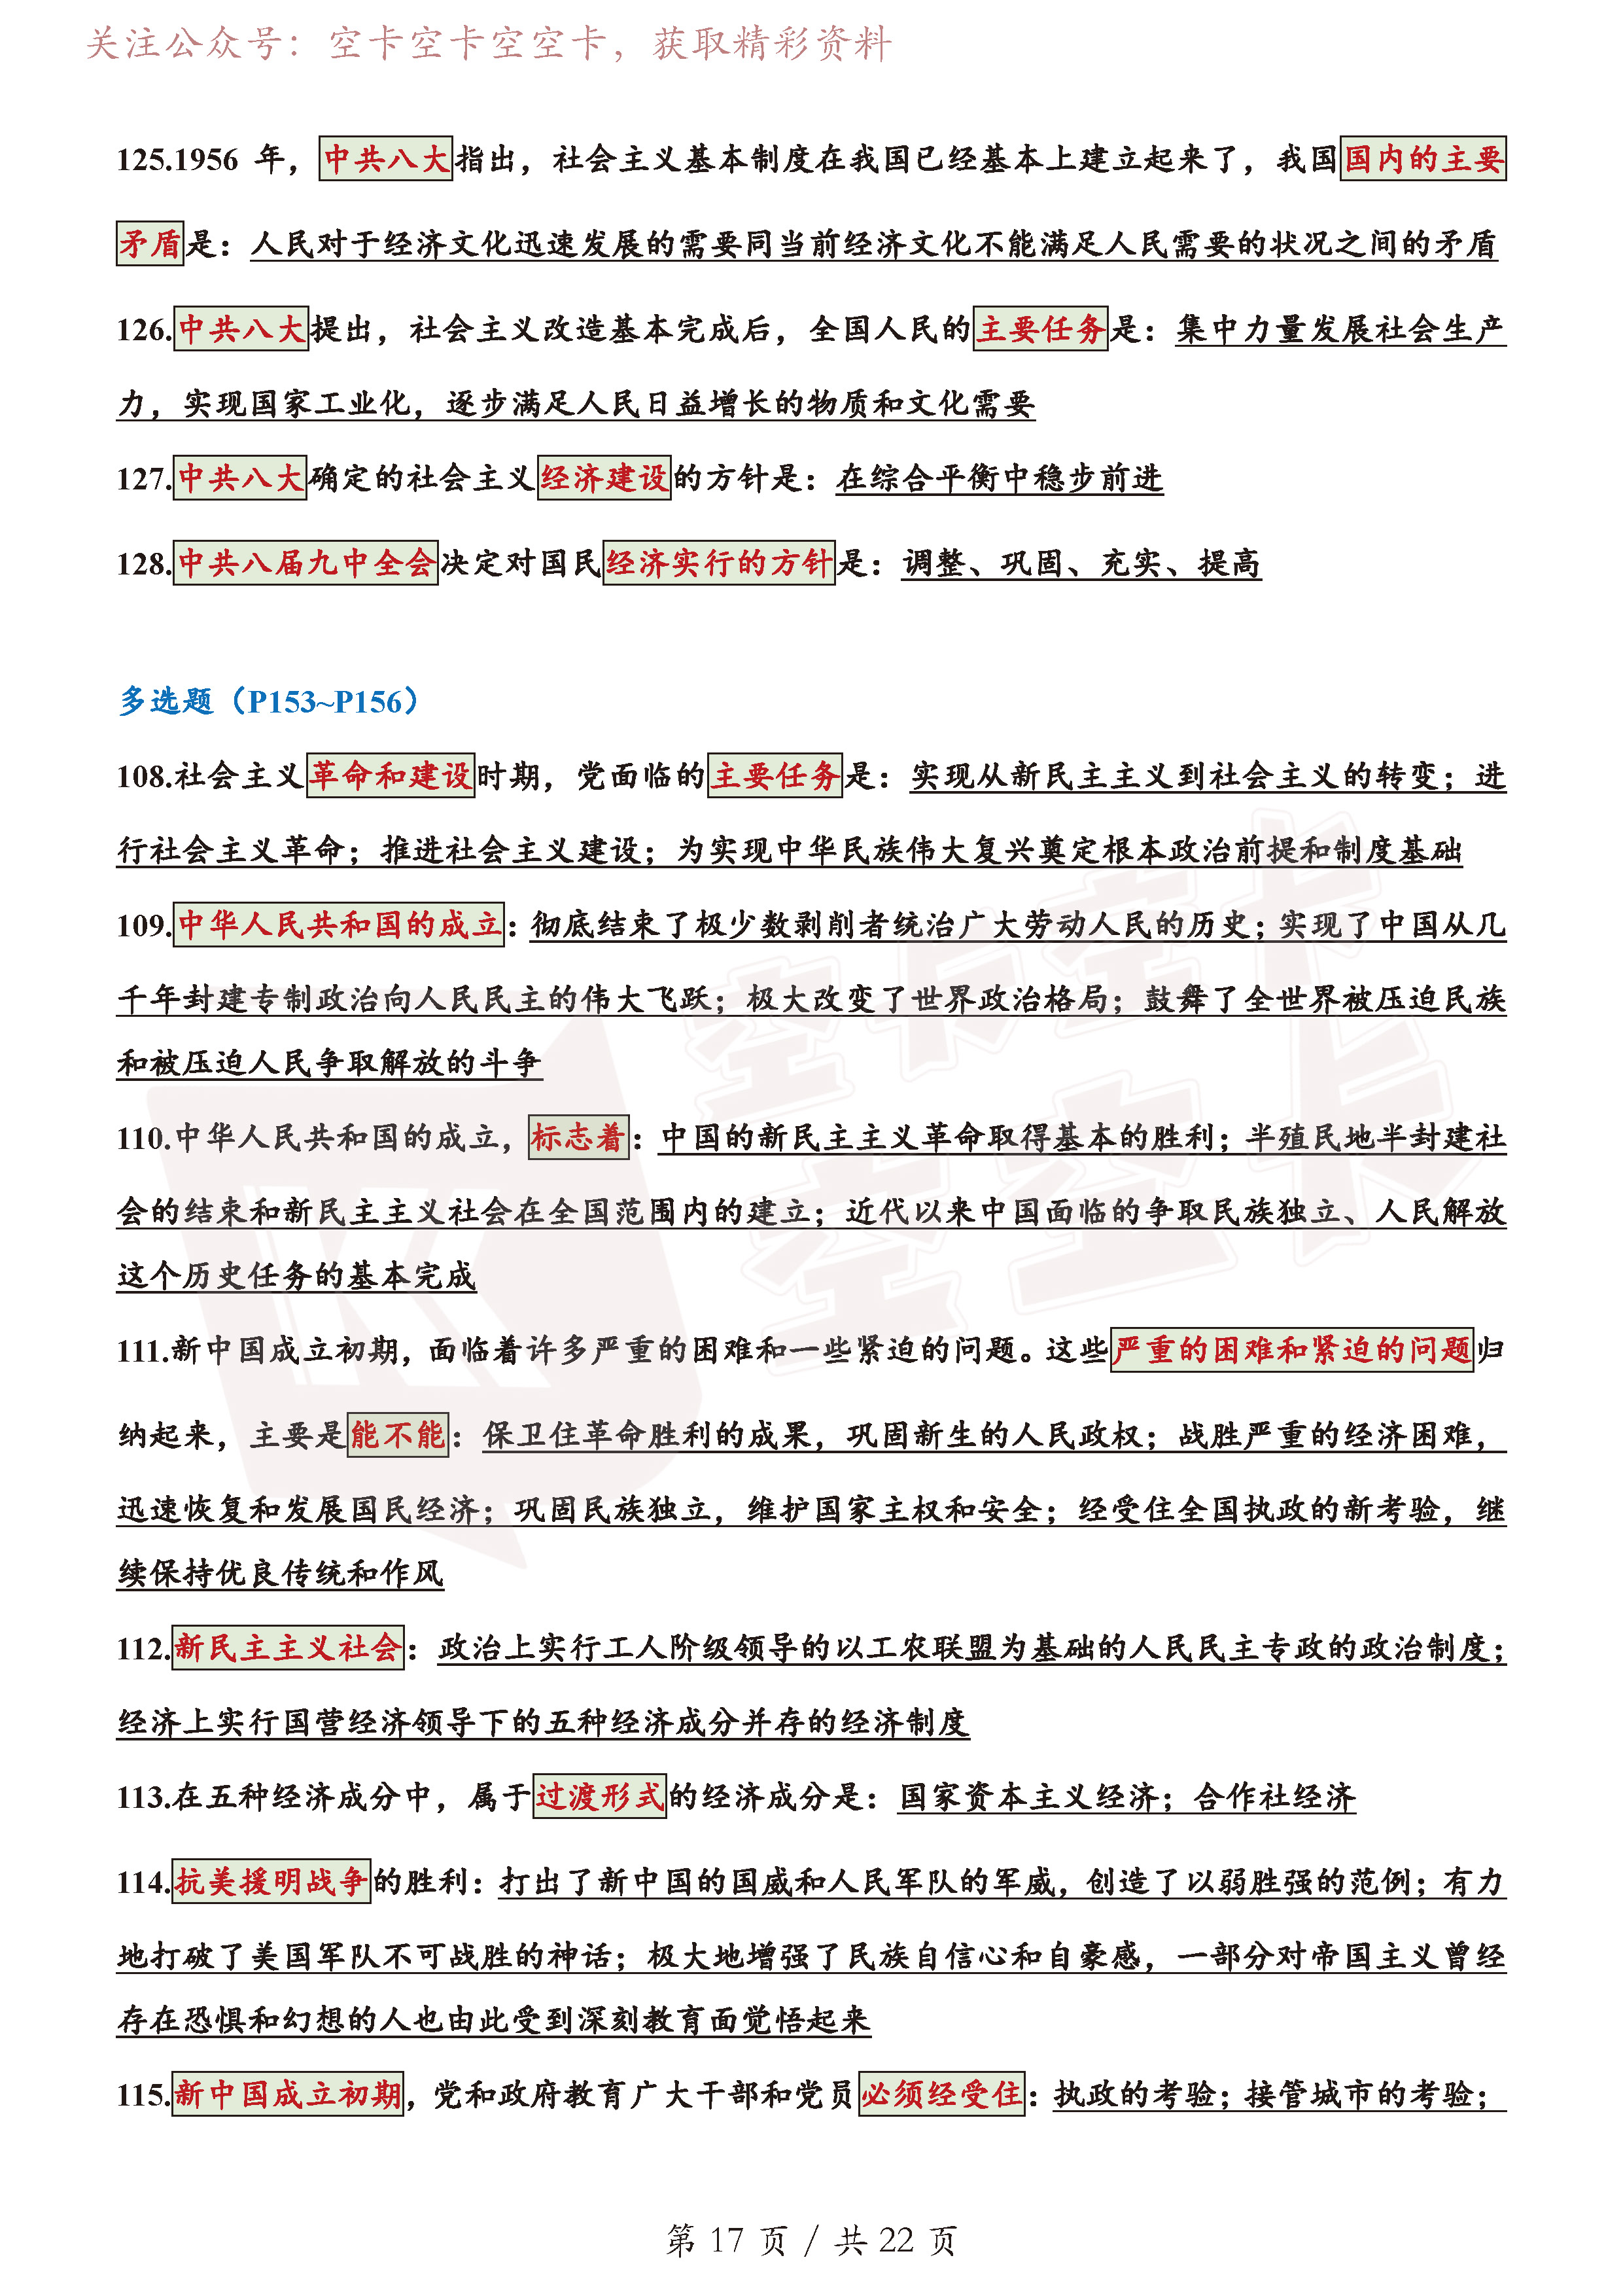 关注公众号：空卡空卡空空卡，获取精彩资料
125.1956 年，中共八大指出，社会主义基本制度在我国已经基本上建立起来了，我国国内的主要
矛盾是：人民对于经济文化迅速发展的需要同当前经济文化不能满足人民需要的状况之间的矛盾
126.中共八大提出，社会主义改造基本完成后，全国人民的主要任务是：集中力量发展社会生产
力，实现国家工业化，逐步满足人民日益增长的物质和文化需要
127.中共八大确定的社会主义经济建设的方针是：在综合平衡中稳步前进
128.中共八届九中全会决定对国民经济实行的方针是：调整、巩固、充实、提高
多选题（P153~P156）
108.社会主义革命和建设时期，党面临的主要任务是：实现从新民主主义到社会主义的转变；进
行社会主义革命；推进社会主义建设；为实现中华民族伟大复兴奠定根本政治前提和制度基础
109.中华人民共和国的成立：彻底结束了极少数剥削者统治广大劳动人民的历史；实现了中国从几
千年封建专制政治向人民民主的伟大飞跃；极大改变了世界政治格局；鼓舞了全世界被压迫民族
和被压迫人民争取解放的斗争
110.中华人民共和国的成立，标志着：中国的新民主主义革命取得基本的胜利；半殖民地半封建社
会的结束和新民主主义社会在全国范围内的建立；近代以来中国面临的争取民族独立、人民解放
这个历史任务的基本完成
111.新中国成立初期，面临着许多严重的困难和一些紧迫的问题。这些严重的困难和紧迫的问题归
纳起来，主要是能不能：保卫住革命胜利的成果，巩固新生的人民政权；战胜严重的经济困难，
迅速恢复和发展国民经济；巩固民族独立，维护国家主权和安全；经受住全国执政的新考验，继
续保持优良传统和作风
112.新民主主义社会：政治上实行工人阶级领导的以工农联盟为基础的人民民主专政的政治制度；
经济上实行国营经济领导下的五种经济成分并存的经济制度
113.在五种经济成分中，属于过渡形式的经济成分是：国家资本主义经济；合作社经济
114.抗美援明战争的胜利：打出了新中国的国威和人民军队的军威，创造了以弱胜强的范例；有力
地打破了美国军队不可战胜的神话；极大地增强了民族自信心和自豪感，一部分对帝国主义曾经
存在恐惧和幻想的人也由此受到深刻教育面觉悟起来
115.新中国成立初期，党和政府教育广大干部和党员必须经受住：执政的考验；接管城市的考验；
第 17 页 / 共 22 页